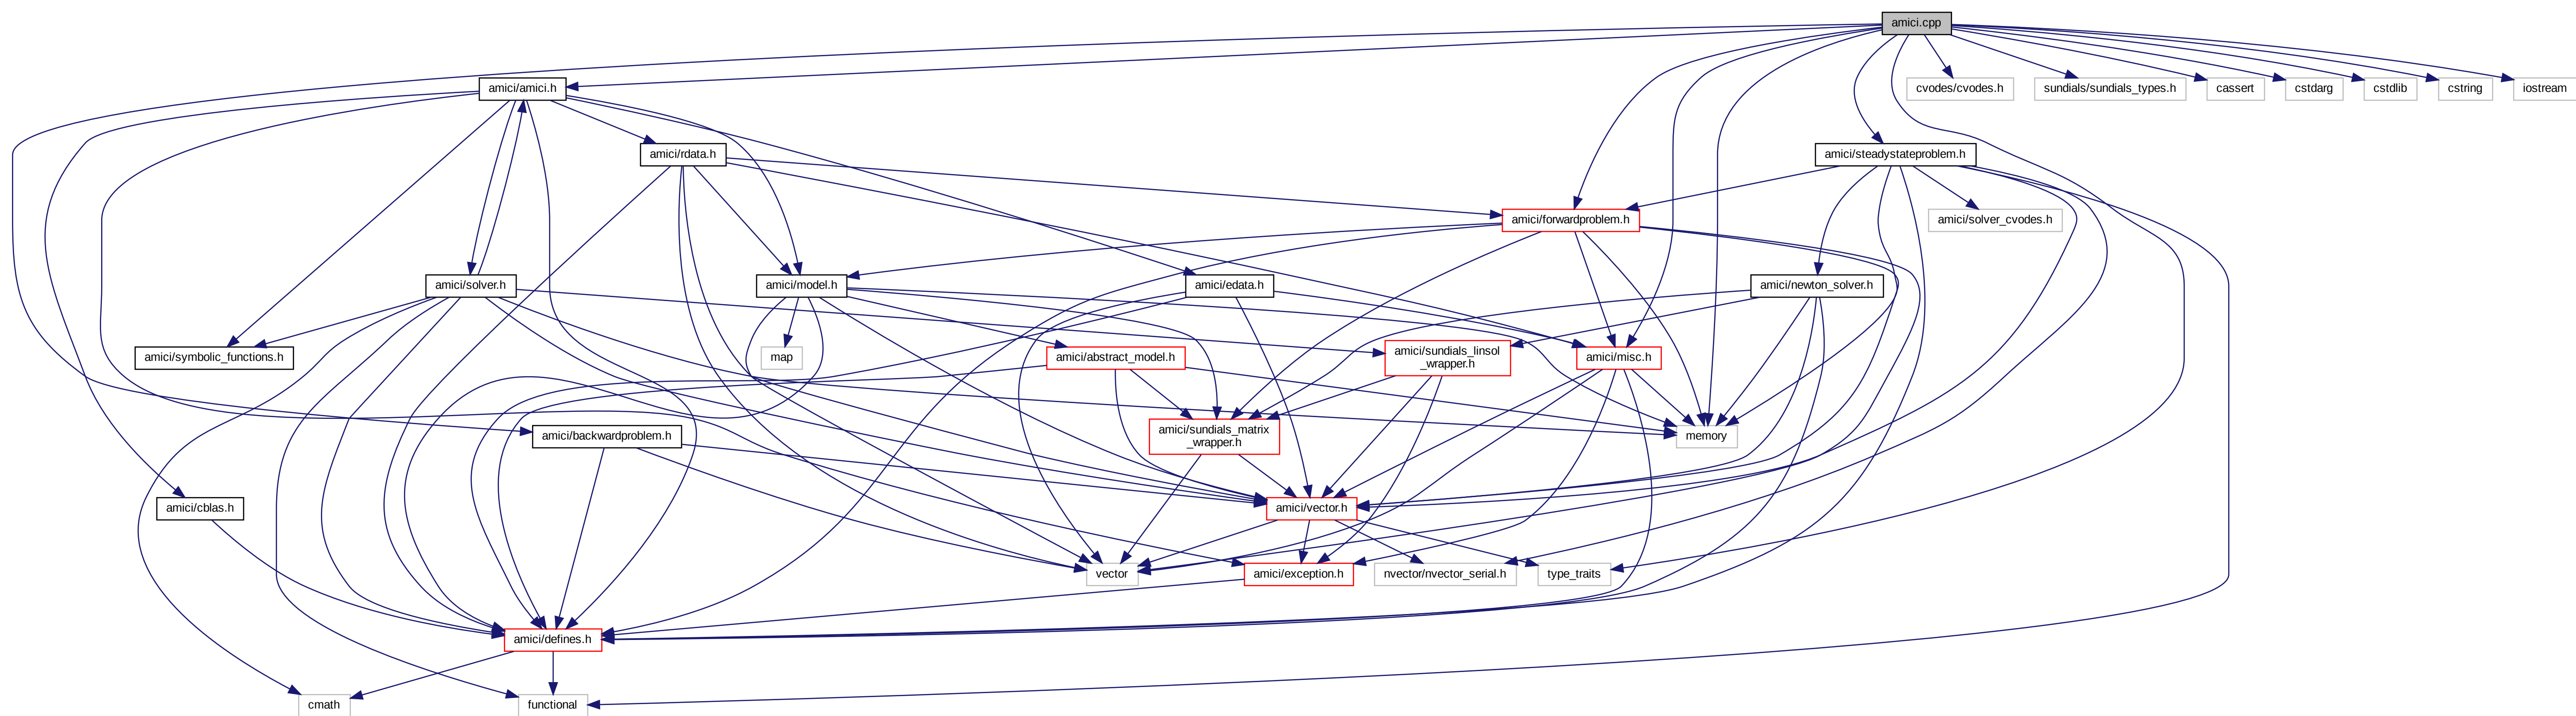 amici.cpp
amici/amici.h
cvodes/cvodes.h
sundials/sundials_types.h
cassert
cstdarg
cstdlib
cstring
iostream
amici/rdata.h
amici/steadystateproblem.h
amici/forwardproblem.h
amici/solver_cvodes.h
amici/solver.h
amici/model.h
amici/edata.h
amici/newton_solver.h
amici/symbolic_functions.h
map
amici/abstract_model.h
amici/sundials_linsol
_wrapper.h
amici/misc.h
amici/backwardproblem.h
amici/sundials_matrix
_wrapper.h
memory
amici/cblas.h
amici/vector.h
vector
amici/exception.h
nvector/nvector_serial.h
type_traits
amici/defines.h
cmath
functional